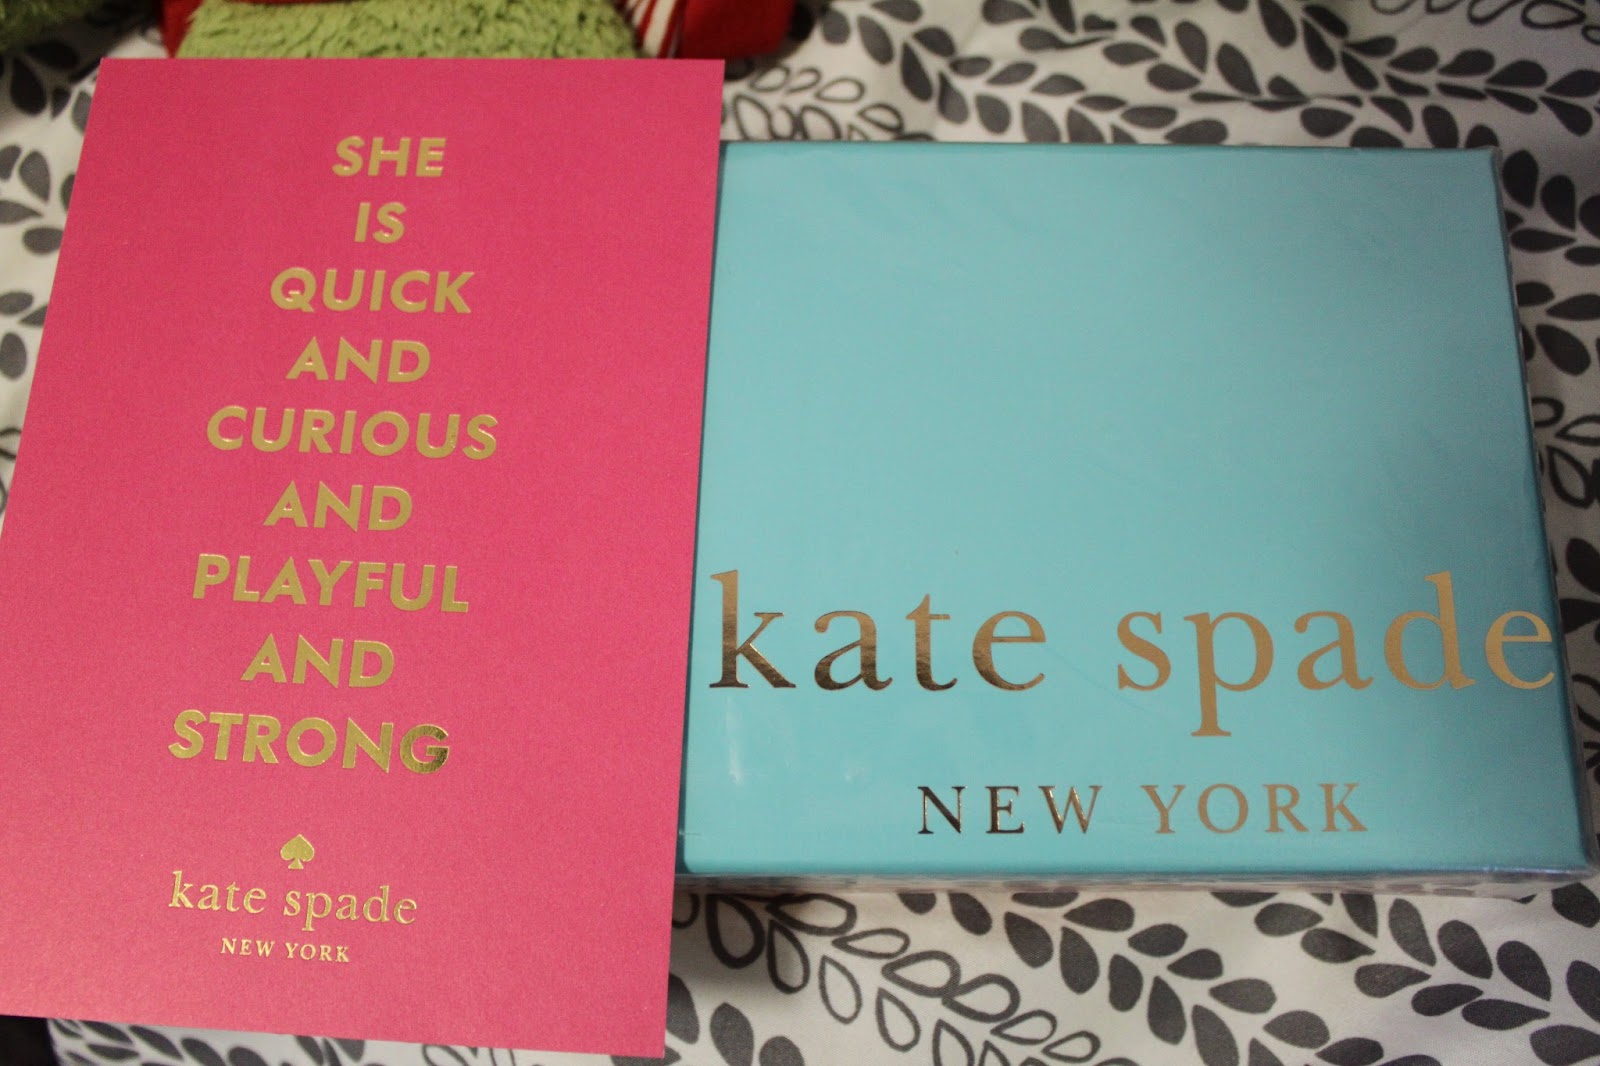 SHE
IS
QUICK
AND
CURIOUS
AND
PLAYFUL
AND
STRONG
kate spade
NEW YORK
kate spade
NEW YORK